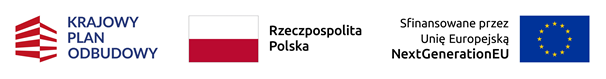 KRAJOWY
PLAN
ODBUDOWY
Rzeczpospolita
Polska
Sfinansowane przez
Unię Europejską
NextGenerationEU